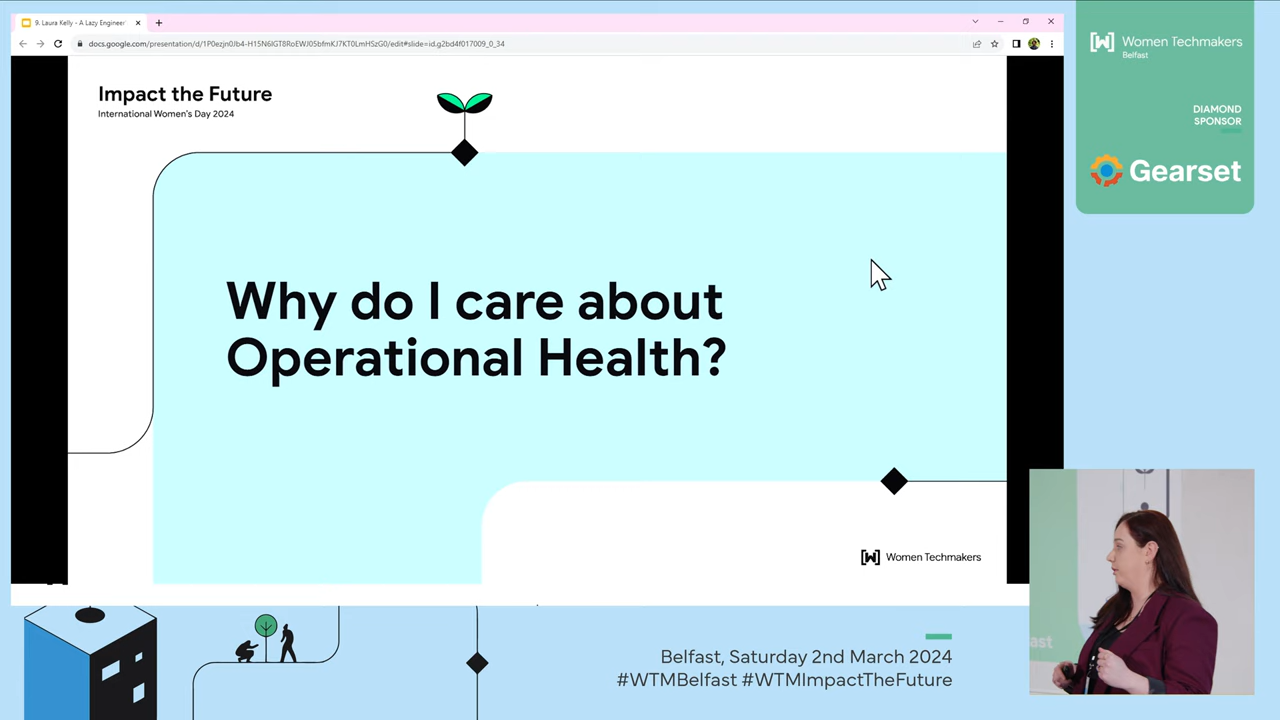 9. Laura Kelly - A Lazy Engineer
docs.google.com/presentation/d/1P0ezjn0Jb4-H15N6IGT8RoEWJ05bfmKJ7KT0LmHSzG0/edit#slide=id.g2bd4f017009_0_34
Impact the Future
International Women's Day 2024
Why do I care about
Operational Health?
Women Techmakers
Women Techmakers
Belfast
DIAMOND
SPONSOR
Gearset
ast
Belfast, Saturday 2nd March 2024
#WTMBelfast #WTMImpactTheFuture